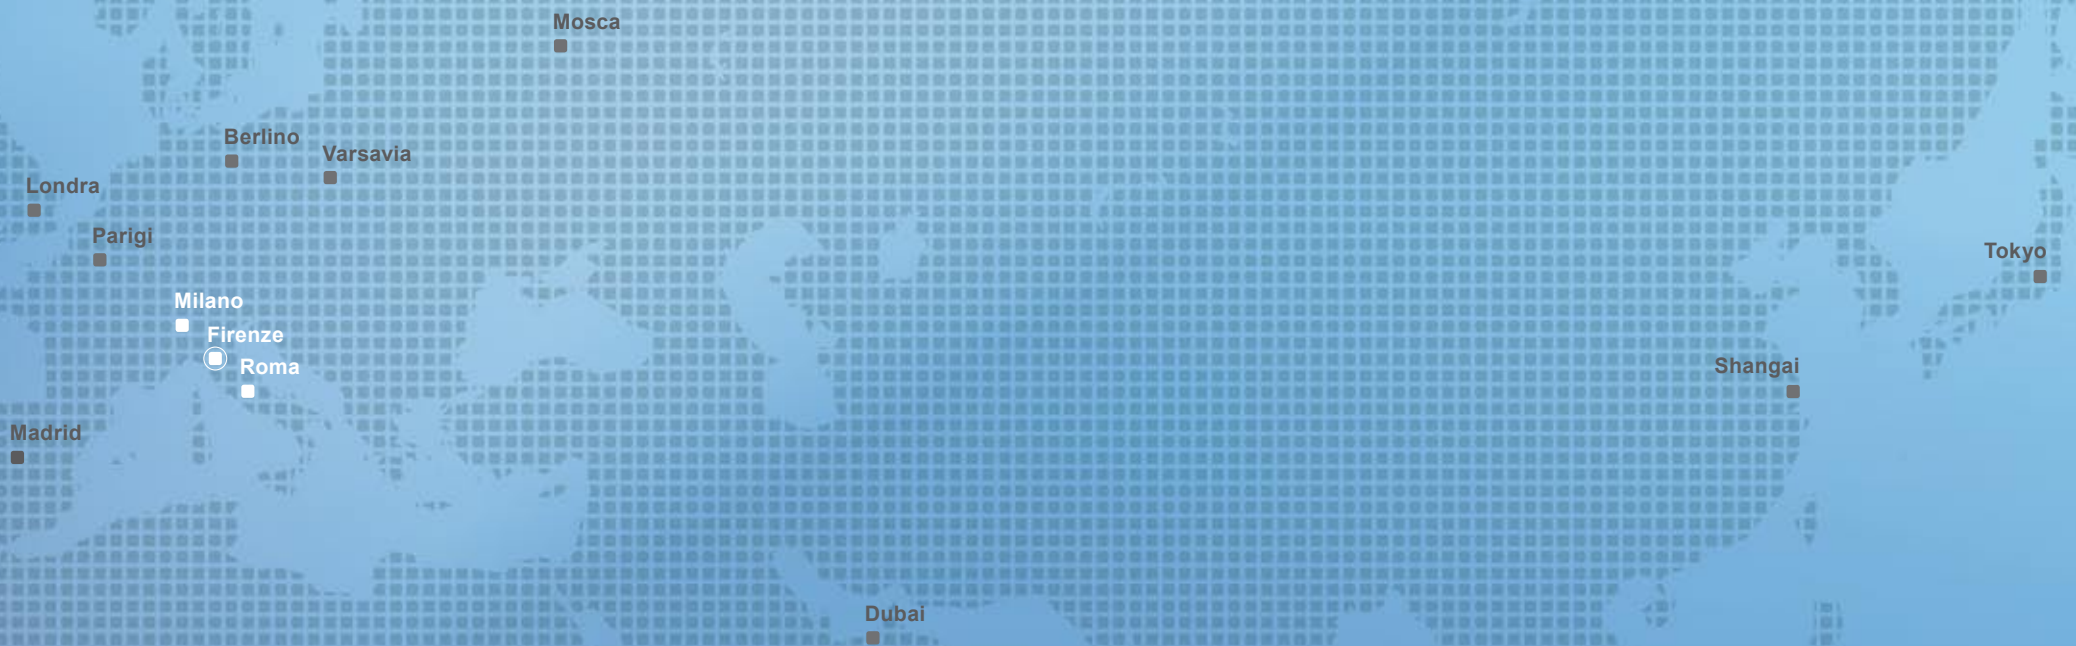 Mosca
Berlino
Varsavia
Londra
Parigi
Tokyo
Milano
Firenze
Roma
Shangai
Madrid
Dubai